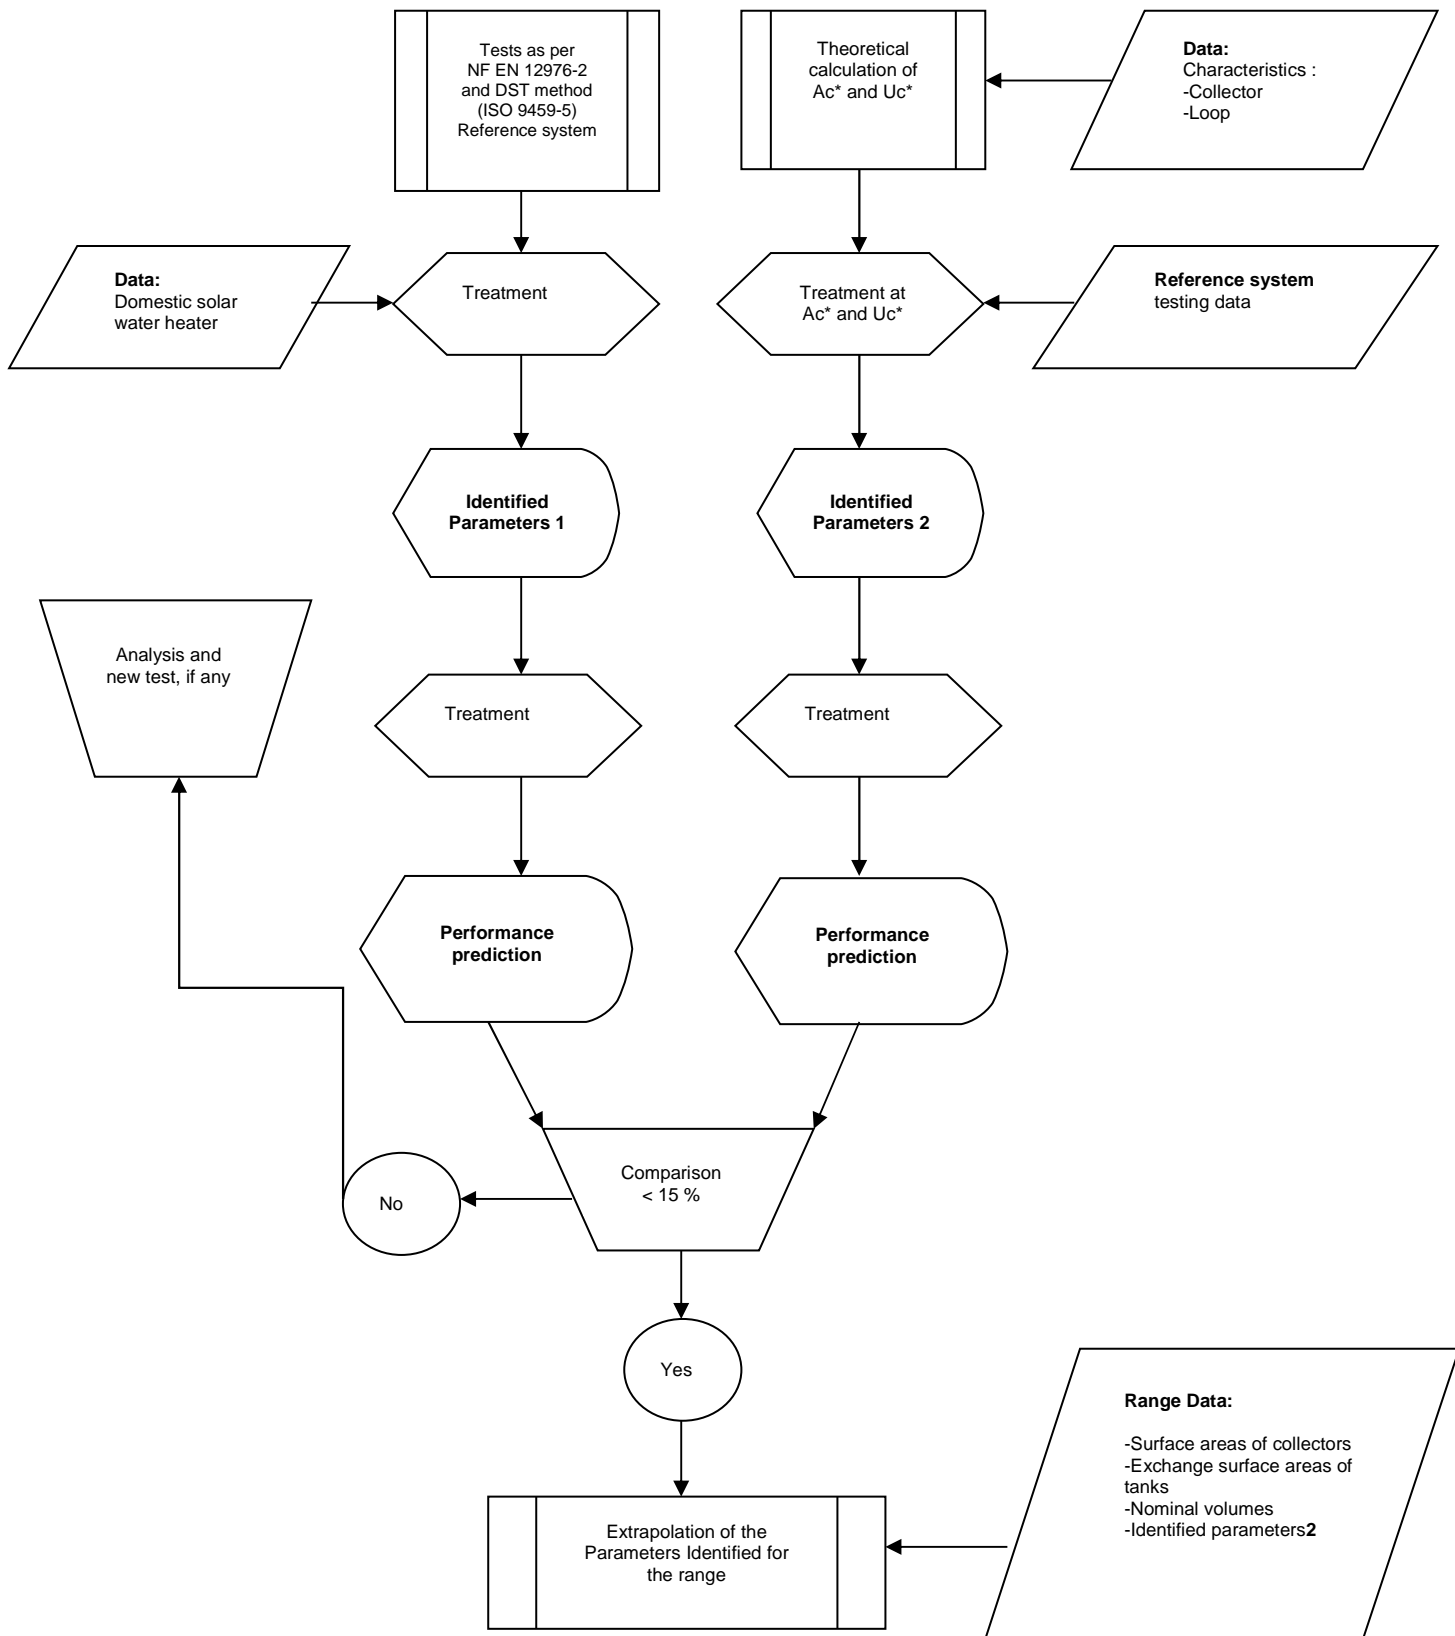 Tests as per
NF EN 12976-2
and DST method
(ISO 9459-5)
Reference system
Theoretical
calculation of
Ac* and Uc*
Data:
Characteristics :
-Collector
-Loop
Data:
Domestic solar
water heater
Treatment
Treatment at
Ac* and Uc*
Reference system
testing data
Identified
Parameters 1
Identified
Parameters 2
Analysis and
new test, if any
Treatment
Treatment
Performance
prediction
Performance
prediction
Comparison
< 15 %
No
Yes
Range Data:
-Surface areas of collectors
-Exchange surface areas of
tanks
-Nominal volumes
-Identified parameters2
Extrapolation of the
Parameters Identified for
the range